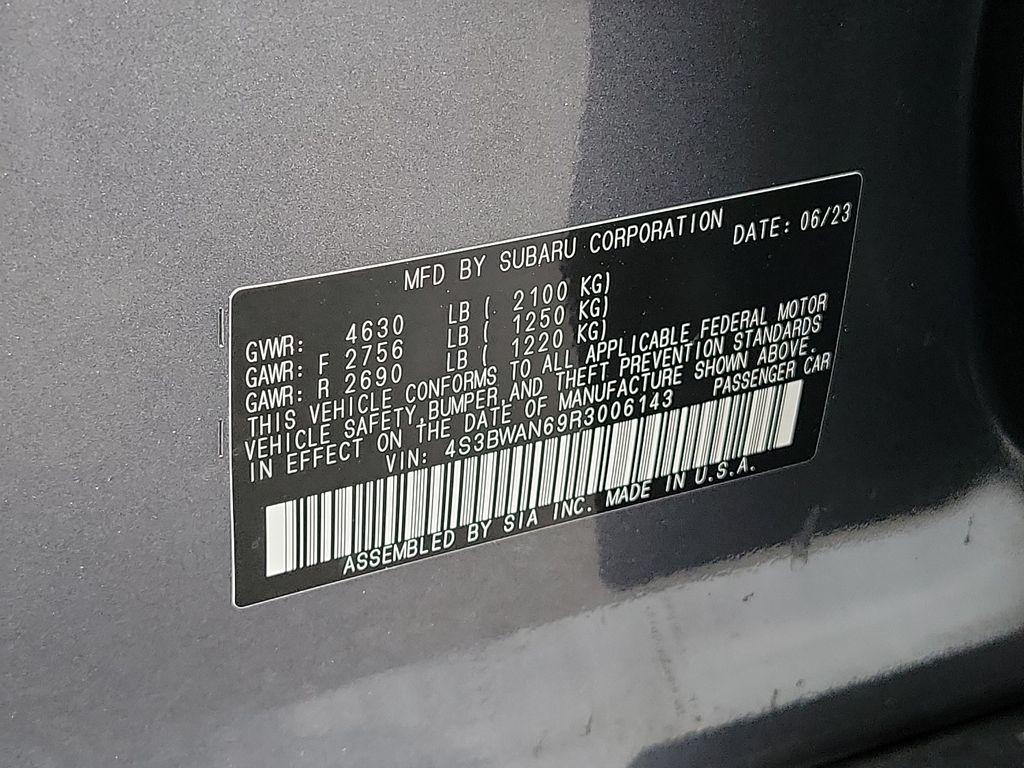 MFD BY SUBARU CORPORATION DATE: 06/23
GVWR: 4630 LB ( 2100 KG)
GAWR: F 2756 LB ( 1250 KG)
GAWR: R 2690 LB ( 1220 KG)
THIS VEHICLE CONFORMS TO ALL APPLICABLE FEDERAL MOTOR
VEHICLE SAFETY,BUMPER,AND THEFT PREVENTION STANDARDS
IN EFFECT ON THE DATE OF MANUFACTURE SHOWN ABOVE.
VIN: 4S3BWAN69R3006143 PASSENGER CAR
ASSEMBLED BY SIA INC. MADE IN U.S.A.